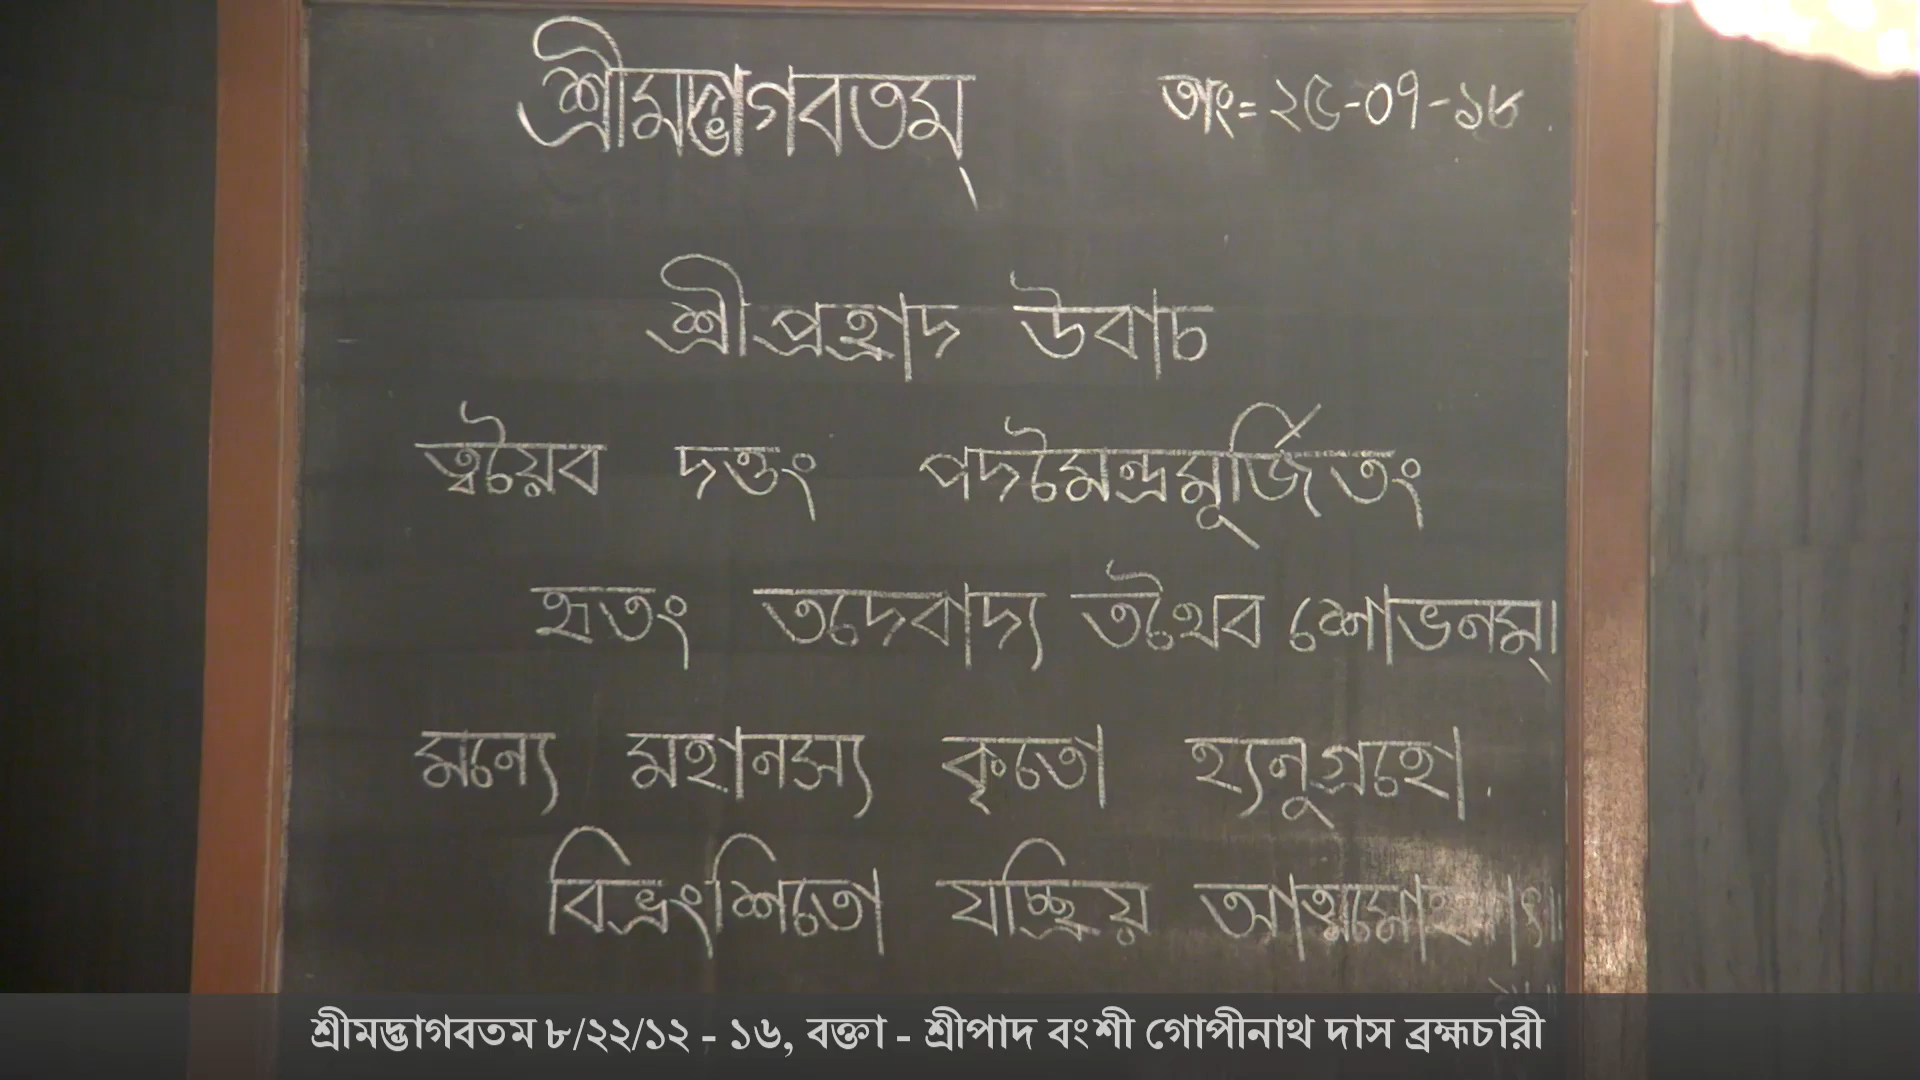 শ্রীমদ্ভাগবতম্
তাং=২৫-০৭-১৮
শ্রীপ্রহ্রাদ উবাচ
ত্বয়ৈব দত্তং পদমৈন্দ্রমূর্জিতং
হৃতং তদেবাদ্য তথৈব শোভনম্।
মন্যে মহানস্য কৃতো হ্যনুগ্রহো
বিভ্রংশিতো যচ্ছ্রিয় আত্মমোহনাৎ॥
শ্রীমদ্ভাগবতম ৮/২২/১২ - ১৬, বক্তা - শ্রীপাদ বংশী গোপীনাথ দাস ব্রহ্মচারী